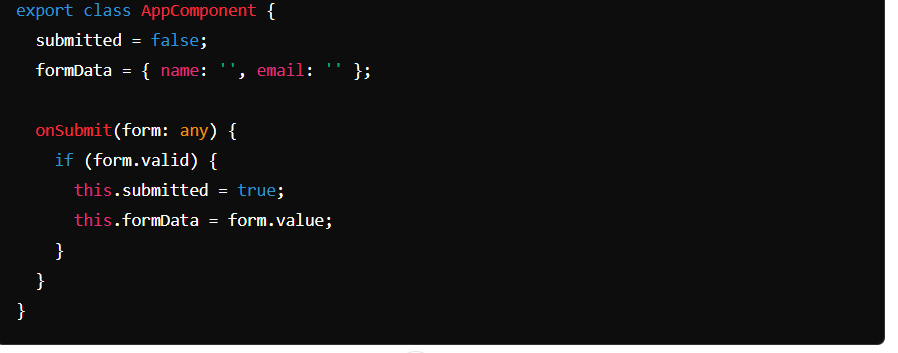 export class AppComponent {
  submitted = false;
  formData = { name: '', email: '' };

  onSubmit(form: any) {
    if (form.valid) {
      this.submitted = true;
      this.formData = form.value;
    }
  }
}